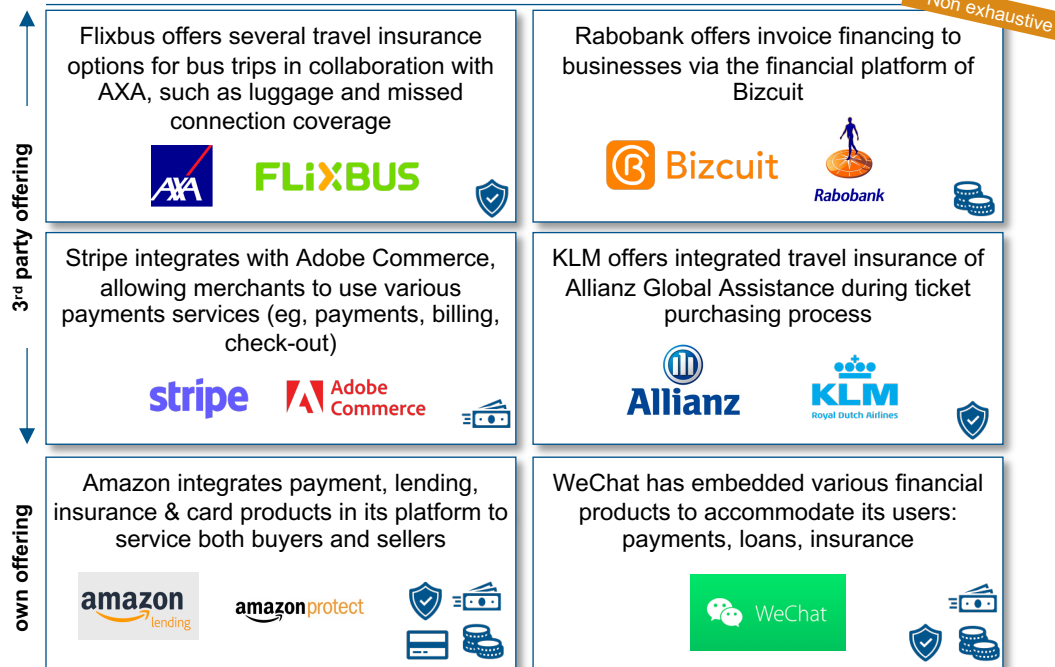 Non exhaustive
3rd party offering
Flixbus offers several travel insurance
options for bus trips in collaboration with
AXA, such as luggage and missed
connection coverage
AXA
FLiXBUS
Rabobank offers invoice financing to
businesses via the financial platform of
Bizcuit
Bizcuit
Rabobank
Stripe integrates with Adobe Commerce,
allowing merchants to use various
payments services (eg, payments, billing,
check-out)
stripe
Adobe
Commerce
KLM offers integrated travel insurance of
Allianz Global Assistance during ticket
purchasing process
Allianz
KLM
Royal Dutch Airlines
own offering
Amazon integrates payment, lending,
insurance & card products in its platform to
service both buyers and sellers
amazon
lending
amazonprotect
WeChat has embedded various financial
products to accommodate its users:
payments, loans, insurance
WeChat